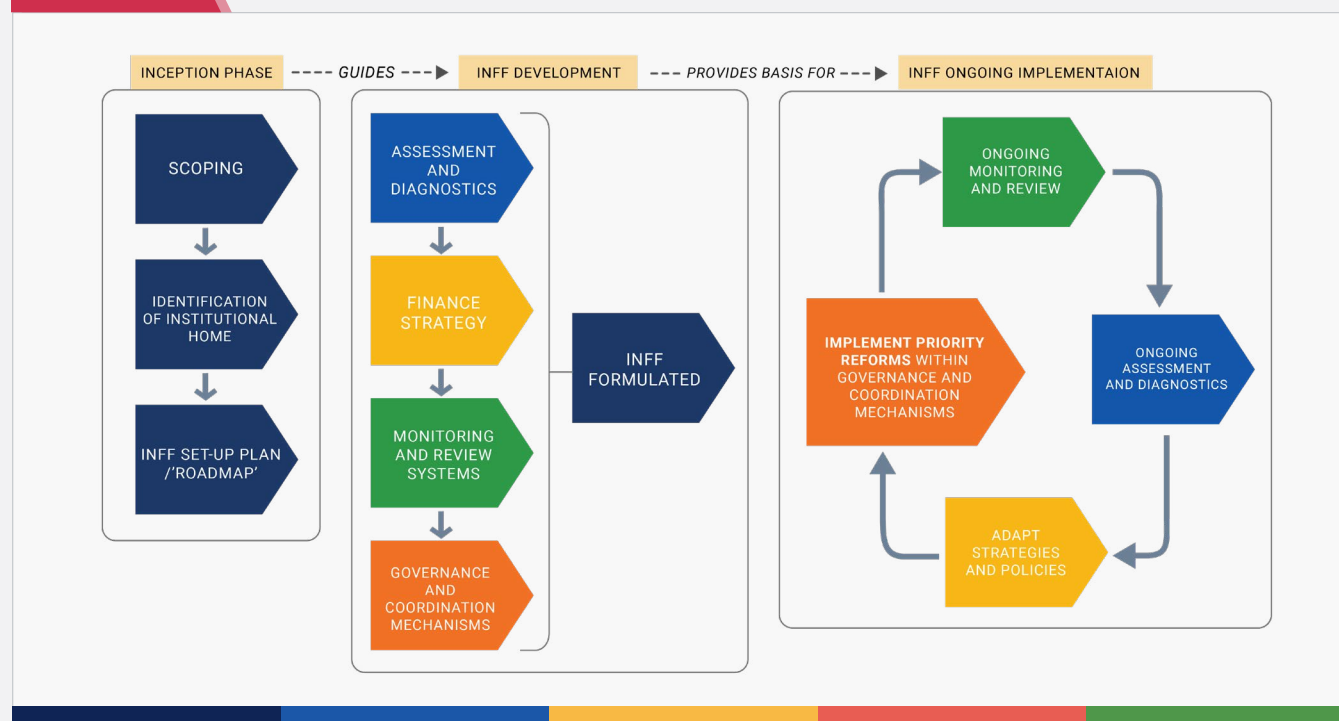 INCEPTION PHASE
GUIDES
INFF DEVELOPMENT
PROVIDES BASIS FOR
INFF ONGOING IMPLEMENTAION
SCOPING
IDENTIFICATION
OF INSTITUTIONAL
HOME
INFF SET-UP PLAN
/'ROADMAP'
ASSESSMENT
AND
DIAGNOSTICS
FINANCE
STRATEGY
MONITORING
AND REVIEW
SYSTEMS
GOVERNANCE
AND
COORDINATION
MECHANISMS
INFF
FORMULATED
ONGOING
MONITORING
AND REVIEW
ONGOING
ASSESSMENT
AND DIAGNOSTICS
ADAPT
STRATEGIES
AND POLICIES
IMPLEMENT PRIORITY
REFORMS WITHIN
GOVERNANCE AND
COORDINATION
MECHANISMS